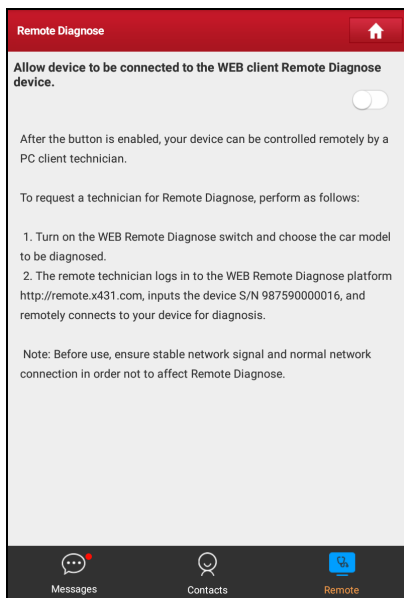 Remote Diagnose
Allow device to be connected to the WEB client Remote Diagnose
device.
After the button is enabled, your device can be controlled remotely by a
PC client technician.
To request a technician for Remote Diagnose, perform as follows:
1. Turn on the WEB Remote Diagnose switch and choose the car model
to be diagnosed.
2. The remote technician logs in to the WEB Remote Diagnose platform
http://remote.x431.com, inputs the device S/N 987590000016, and
remotely connects to your device for diagnosis.
Note: Before use, ensure stable network signal and normal network
connection in order not to affect Remote Diagnose.
Messages
Contacts
Remote